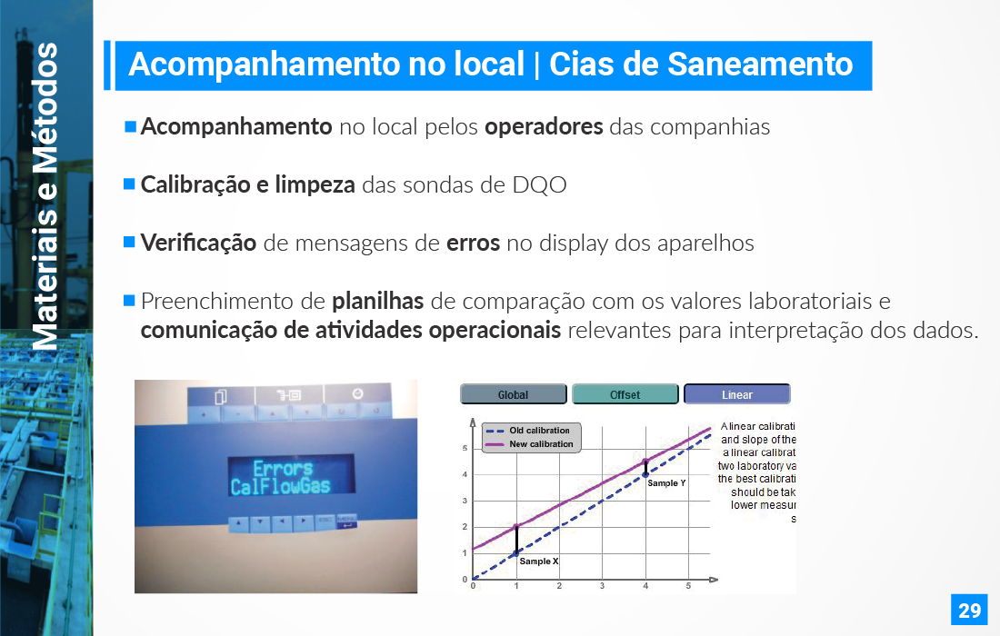 Materiais e Métodos
Acompanhamento no local | Cias de Saneamento
Acompanhamento no local pelos operadores das companhias
Calibração e limpeza das sondas de DQO
Verificação de mensagens de erros no display dos aparelhos
Preenchimento de planilhas de comparação com os valores laboratoriais e
comunicação de atividades operacionais relevantes para interpretação dos dados.
Errors
CalFlowGas
ESC
MENU
Global
Offset
Linear
Old calibration
New calibration
5
4
3
2
1
0
Sample Y
Sample X
0 1 2 3 4 5
A linear calibrati
and slope of the
a linear calibrat
two laboratory va
the best calibrati
should be tak
lower measur
s
29